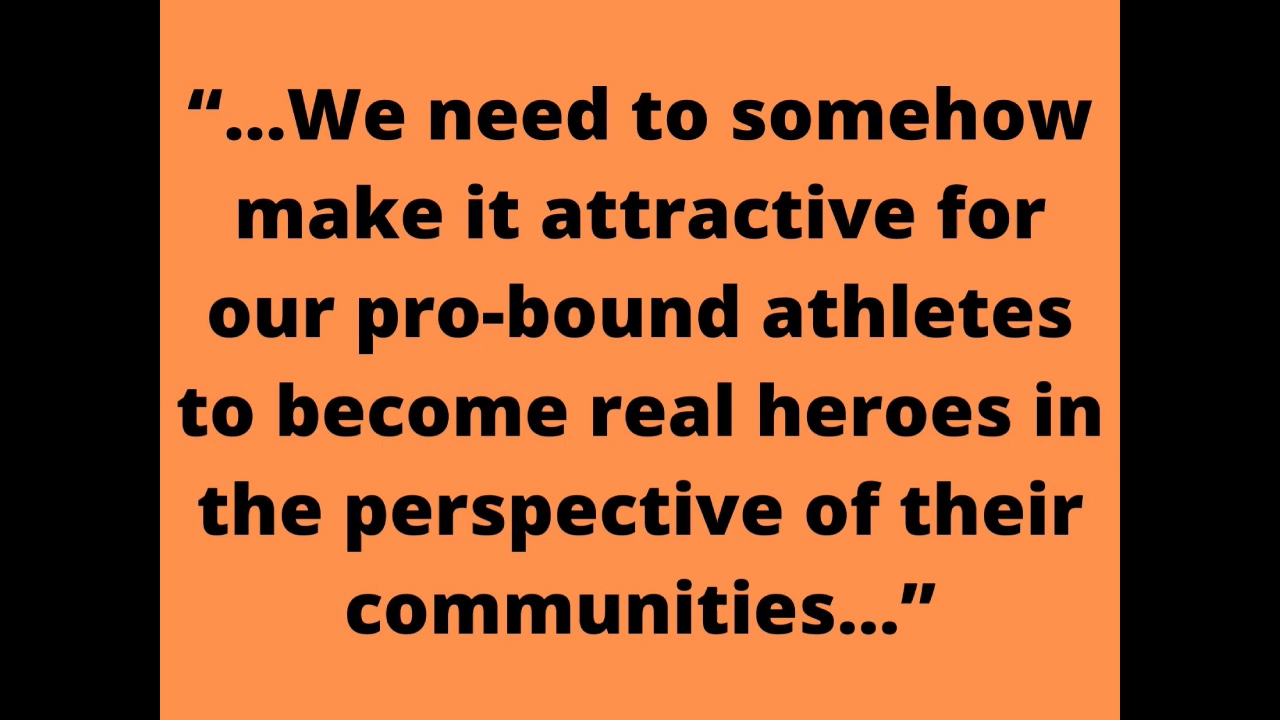 “...We need to somehow
make it attractive for
our pro-bound athletes
to become real heroes in
the perspective of their
communities...”